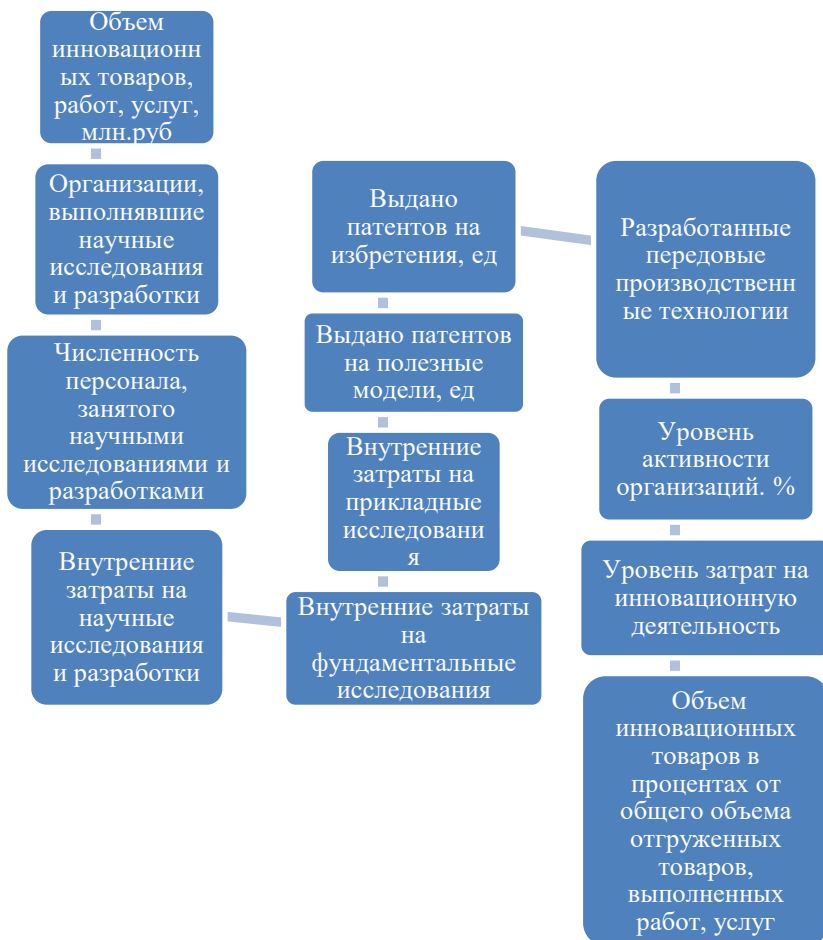 Объем
инновационн
ых товаров,
работ, услуг,
млн.руб
Организации,
выполнявшие
научные
исследования
и разработки
Численность
персонала,
занятого
научными
исследованиями и
разработками
Внутренние
затраты на
научные
исследования
и разработки
Внутренние затраты
на
фундаментальные
исследования
Внутренние
затраты на
прикладные
исследовани
я
Выдано патентов
на полезные
модели, ед
Выдано
патентов на
избретения, ед
Разработанные
передовые
производственн
ые технологии
Уровень
активности
организаций. %
Уровень затрат на
инновационную
деятельность
Объем
инновационных
товаров в
процентах от
общего объема
отгруженных
товаров,
выполненных
работ, услуг